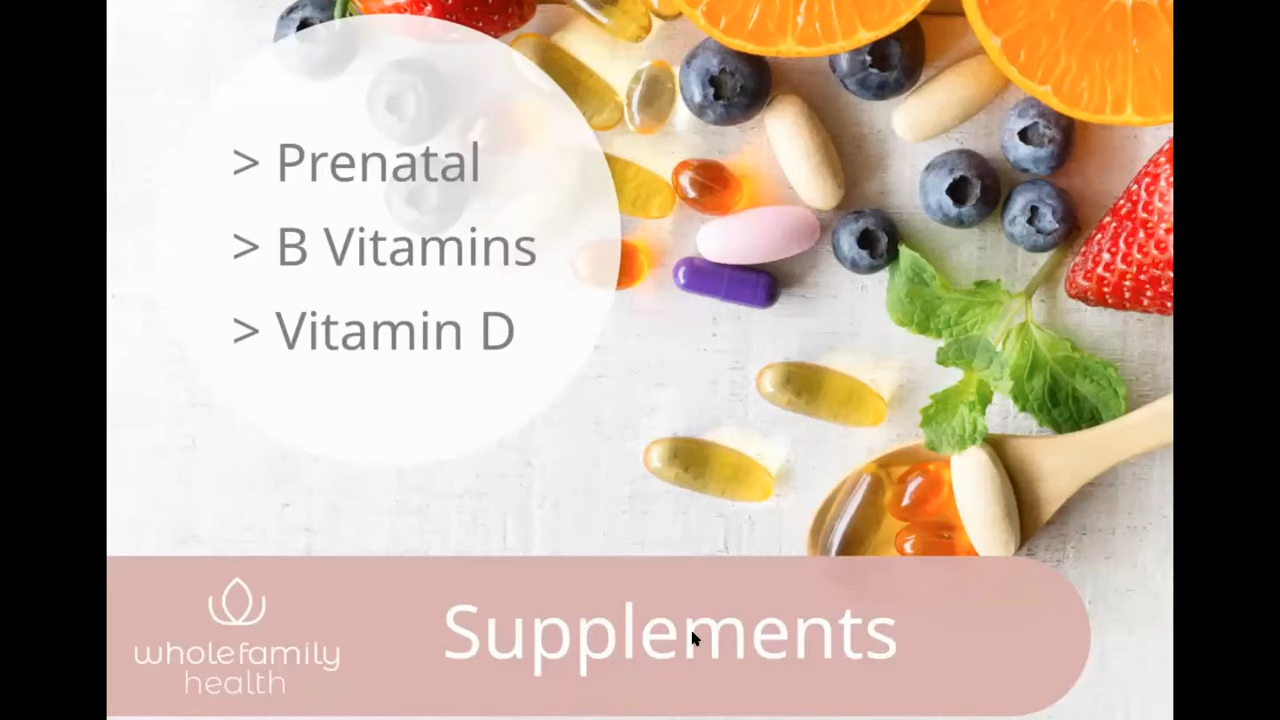 > Prenatal
> B Vitamins
> Vitamin D
Supplements
wholefamily
health